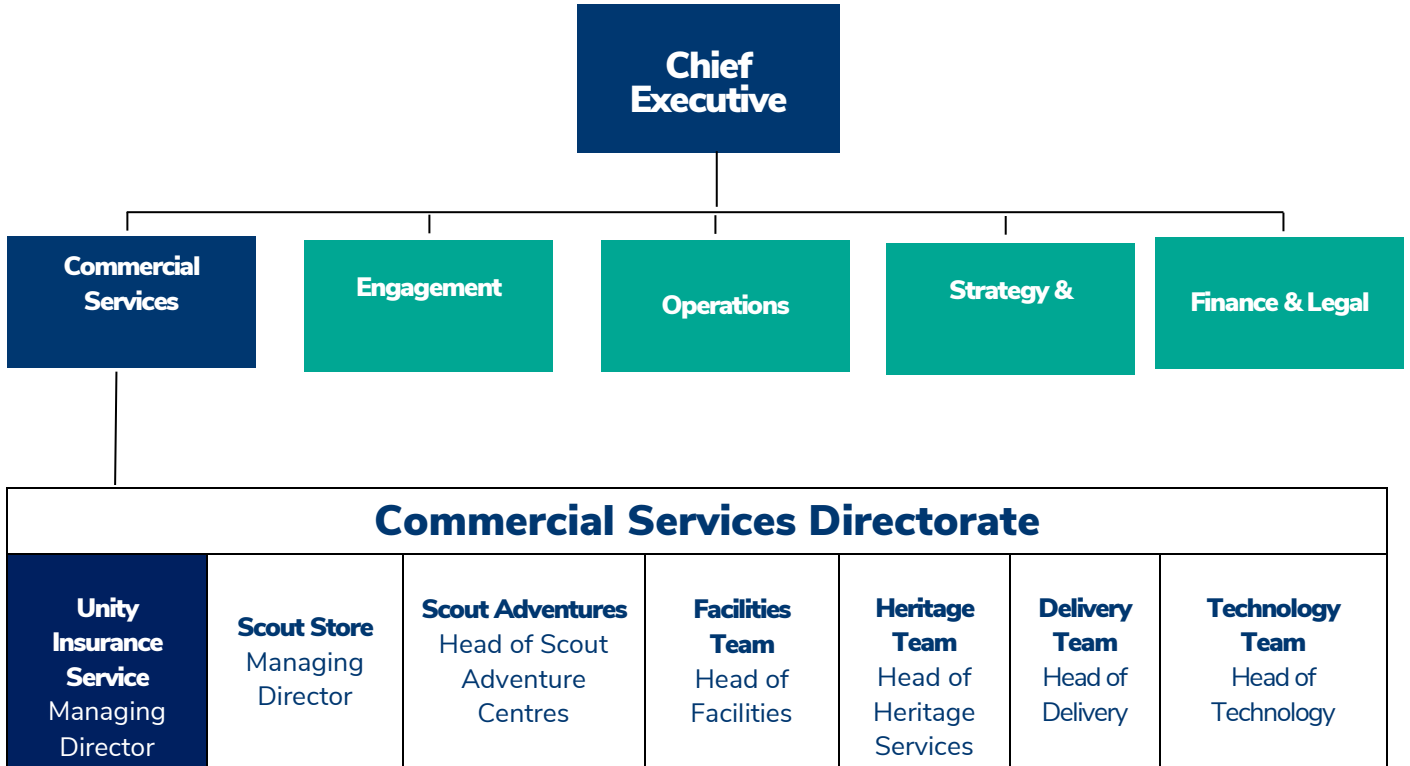 Chief
Executive
Commercial
Services
Engagement
Operations
Strategy &
Finance & Legal
Commercial Services Directorate
Unity
Insurance
Service
Managing
Director
Scout Store
Managing
Director
Scout Adventures
Head of Scout
Adventure
Centres
Facilities
Team
Head of
Facilities
Heritage
Team
Head of
Heritage
Services
Delivery
Team
Head of
Delivery
Technology
Team
Head of
Technology